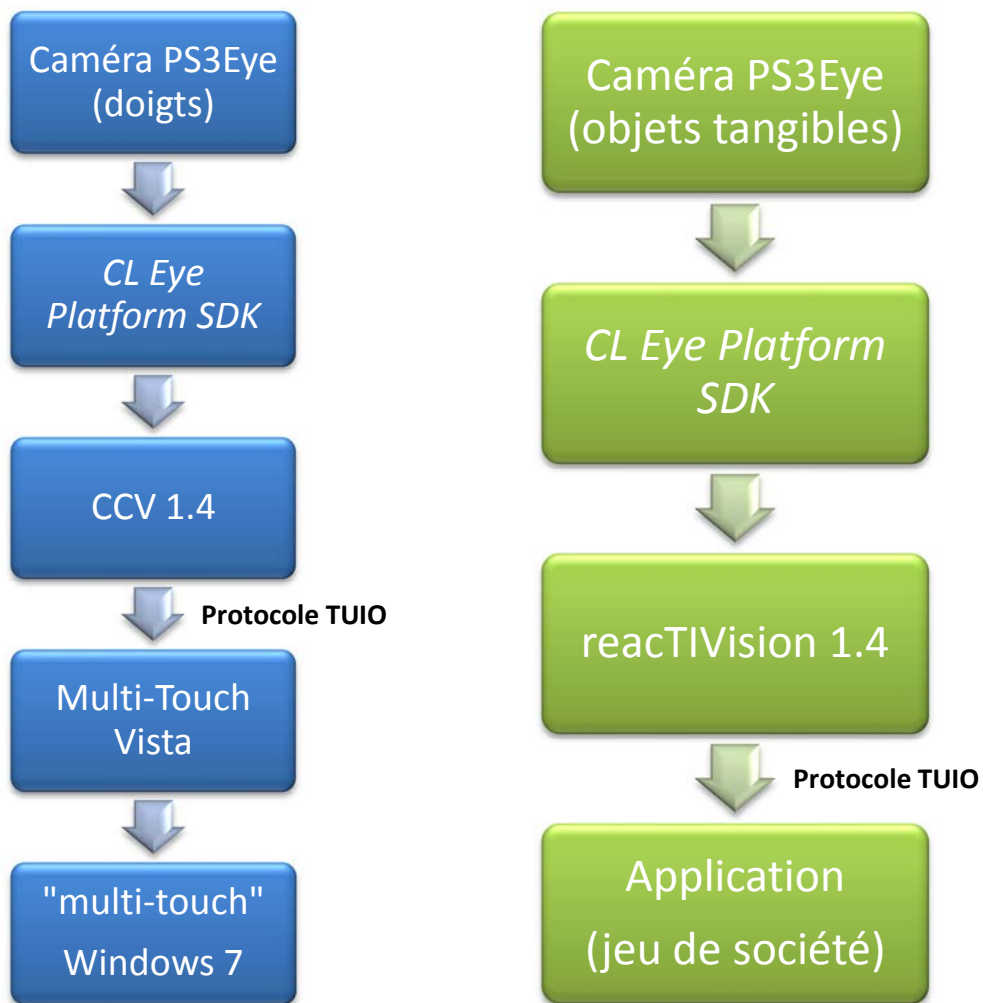 Caméra PS3Eye
(doigts)
CL Eye
Platform SDK
CCV 1.4
Protocole TUIO
Multi-Touch
Vista
"multi-touch"
Windows 7
Caméra PS3Eye
(objets tangibles)
CL Eye Platform
SDK
reacTIVision 1.4
Protocole TUIO
Application
(jeu de société)